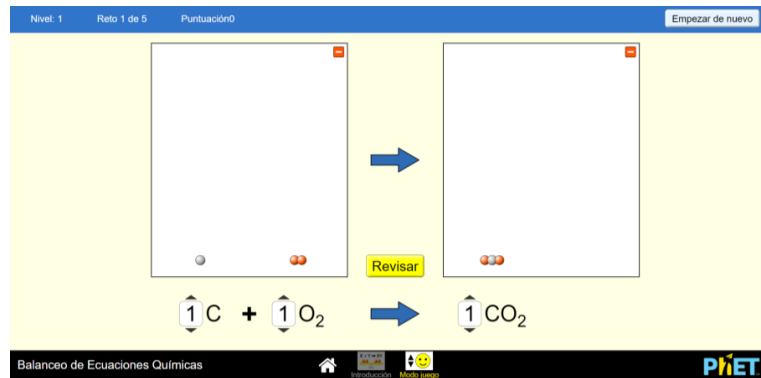 Nivel: 1 Reto 1 de 5 Puntuación0 Empezar de nuevo
Revisar
1 C + 1 O₂ 1 CO₂
Balanceo de Ecuaciones Químicas Introducción Modo juego PhET